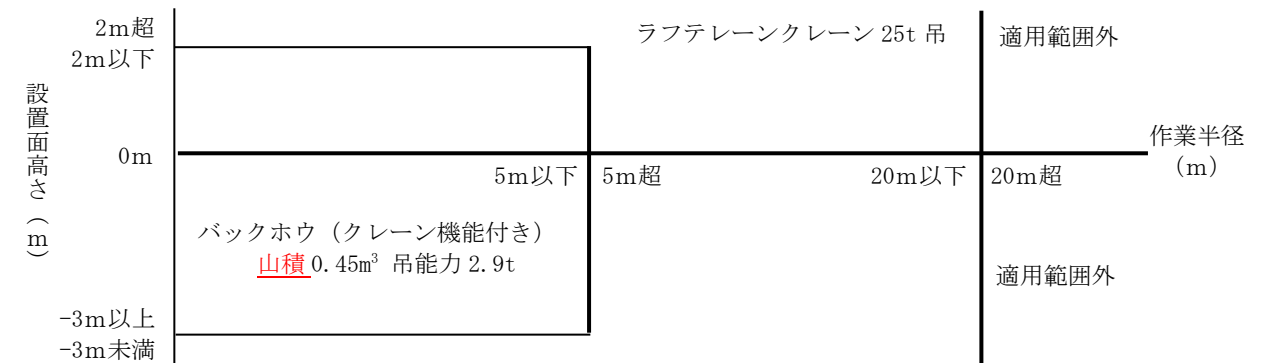 2m超
2m以下
ラフテレーンクレーン 25t 吊
適用範囲外
設置面高さ(m)
0m
作業半径
(m)
5m以下
5m超
20m以下
20m超
バックホウ(クレーン機能付き)
山積 0.45m³ 吊能力 2.9t
適用範囲外
-3m以上
-3m未満